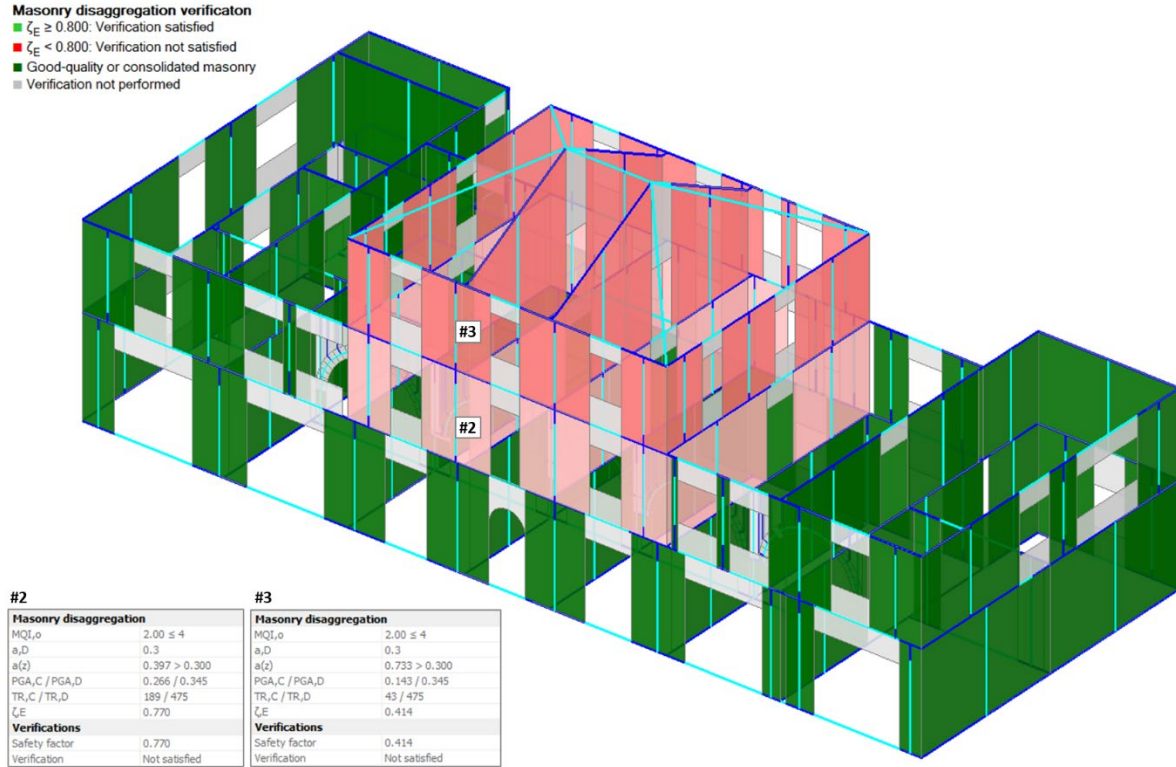 Masonry disaggregation verificaton
ζE ≥ 0.800: Verification satisfied
ζE < 0.800: Verification not satisfied
Good-quality or consolidated masonry
Verification not performed
#3
#2
#2
Masonry disaggregation
MQI,o 2.00 ≤ 4
a,D 0.3
a(z) 0.397 > 0.300
PGA,C / PGA,D 0.266 / 0.345
TR,C / TR,D 189 / 475
ζ,E 0.770
Verifications
Safety factor 0.770
Verification Not satisfied
#3
Masonry disaggregation
MQI,o 2.00 ≤ 4
a,D 0.3
a(z) 0.733 > 0.300
PGA,C / PGA,D 0.143 / 0.345
TR,C / TR,D 43 / 475
ζ,E 0.414
Verifications
Safety factor 0.414
Verification Not satisfied